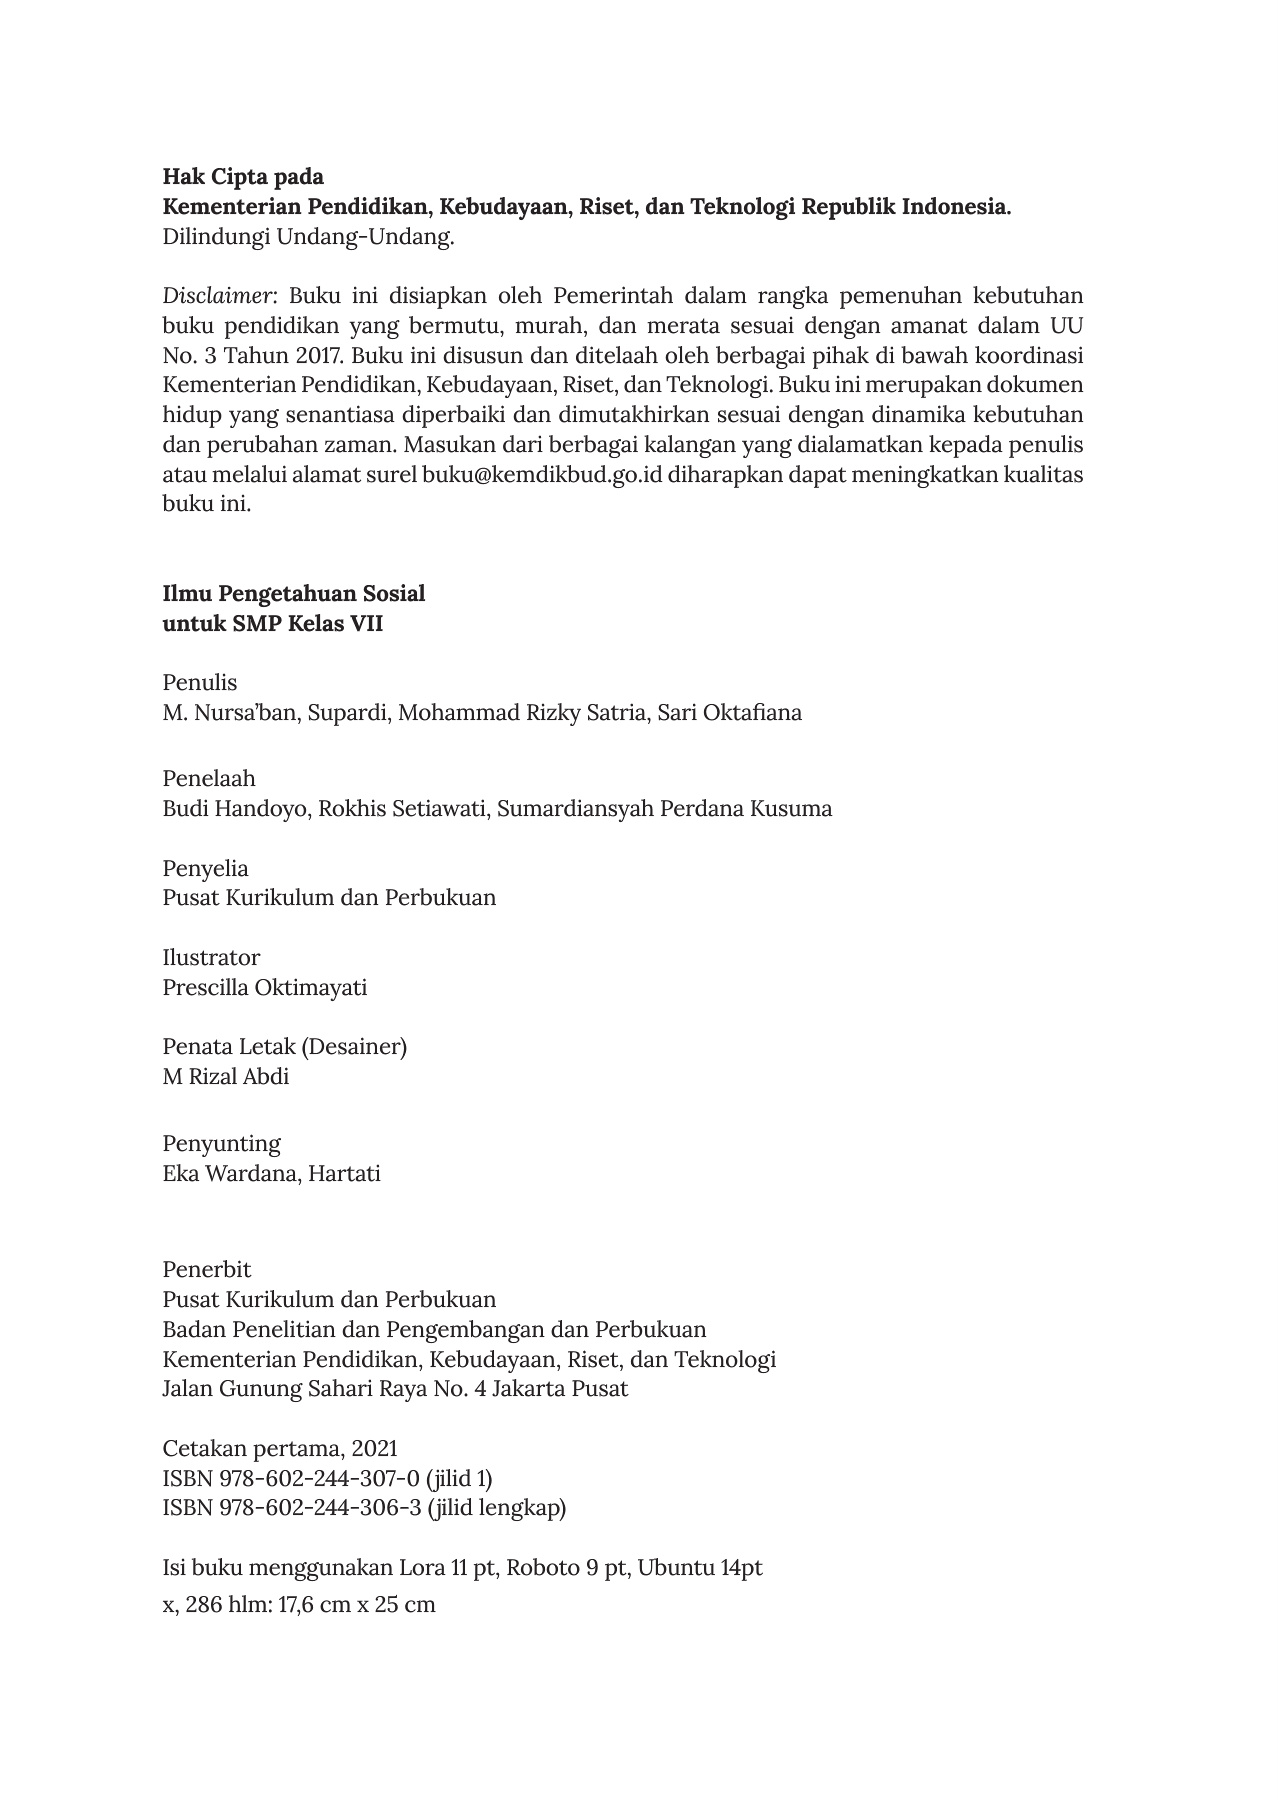 Hak Cipta pada
Kementerian Pendidikan, Kebudayaan, Riset, dan Teknologi Republik Indonesia.
Dilindungi Undang-Undang.
Disclaimer: Buku ini disiapkan oleh Pemerintah dalam rangka pemenuhan kebutuhan
buku pendidikan yang bermutu, murah, dan merata sesuai dengan amanat dalam UU
No. 3 Tahun 2017. Buku ini disusun dan ditelaah oleh berbagai pihak di bawah koordinasi
Kementerian Pendidikan, Kebudayaan, Riset, dan Teknologi. Buku ini merupakan dokumen
hidup yang senantiasa diperbaiki dan dimutakhirkan sesuai dengan dinamika kebutuhan
dan perubahan zaman. Masukan dari berbagai kalangan yang dialamatkan kepada penulis
atau melalui alamat surel buku@kemdikbud.go.id diharapkan dapat meningkatkan kualitas
buku ini.
Ilmu Pengetahuan Sosial
untuk SMP Kelas VII
Penulis
M. Nursa’ban, Supardi, Mohammad Rizky Satria, Sari Oktafiana
Penelaah
Budi Handoyo, Rokhis Setiawati, Sumardiansyah Perdana Kusuma
Penyelia
Pusat Kurikulum dan Perbukuan
Ilustrator
Prescilla Oktimayati
Penata Letak (Desainer)
M Rizal Abdi
Penyunting
Eka Wardana, Hartati
Penerbit
Pusat Kurikulum dan Perbukuan
Badan Penelitian dan Pengembangan dan Perbukuan
Kementerian Pendidikan, Kebudayaan, Riset, dan Teknologi
Jalan Gunung Sahari Raya No. 4 Jakarta Pusat
Cetakan pertama, 2021
ISBN 978-602-244-307-0 (jilid 1)
ISBN 978-602-244-306-3 (jilid lengkap)
Isi buku menggunakan Lora 11 pt, Roboto 9 pt, Ubuntu 14pt
x, 286 hlm: 17,6 cm x 25 cm